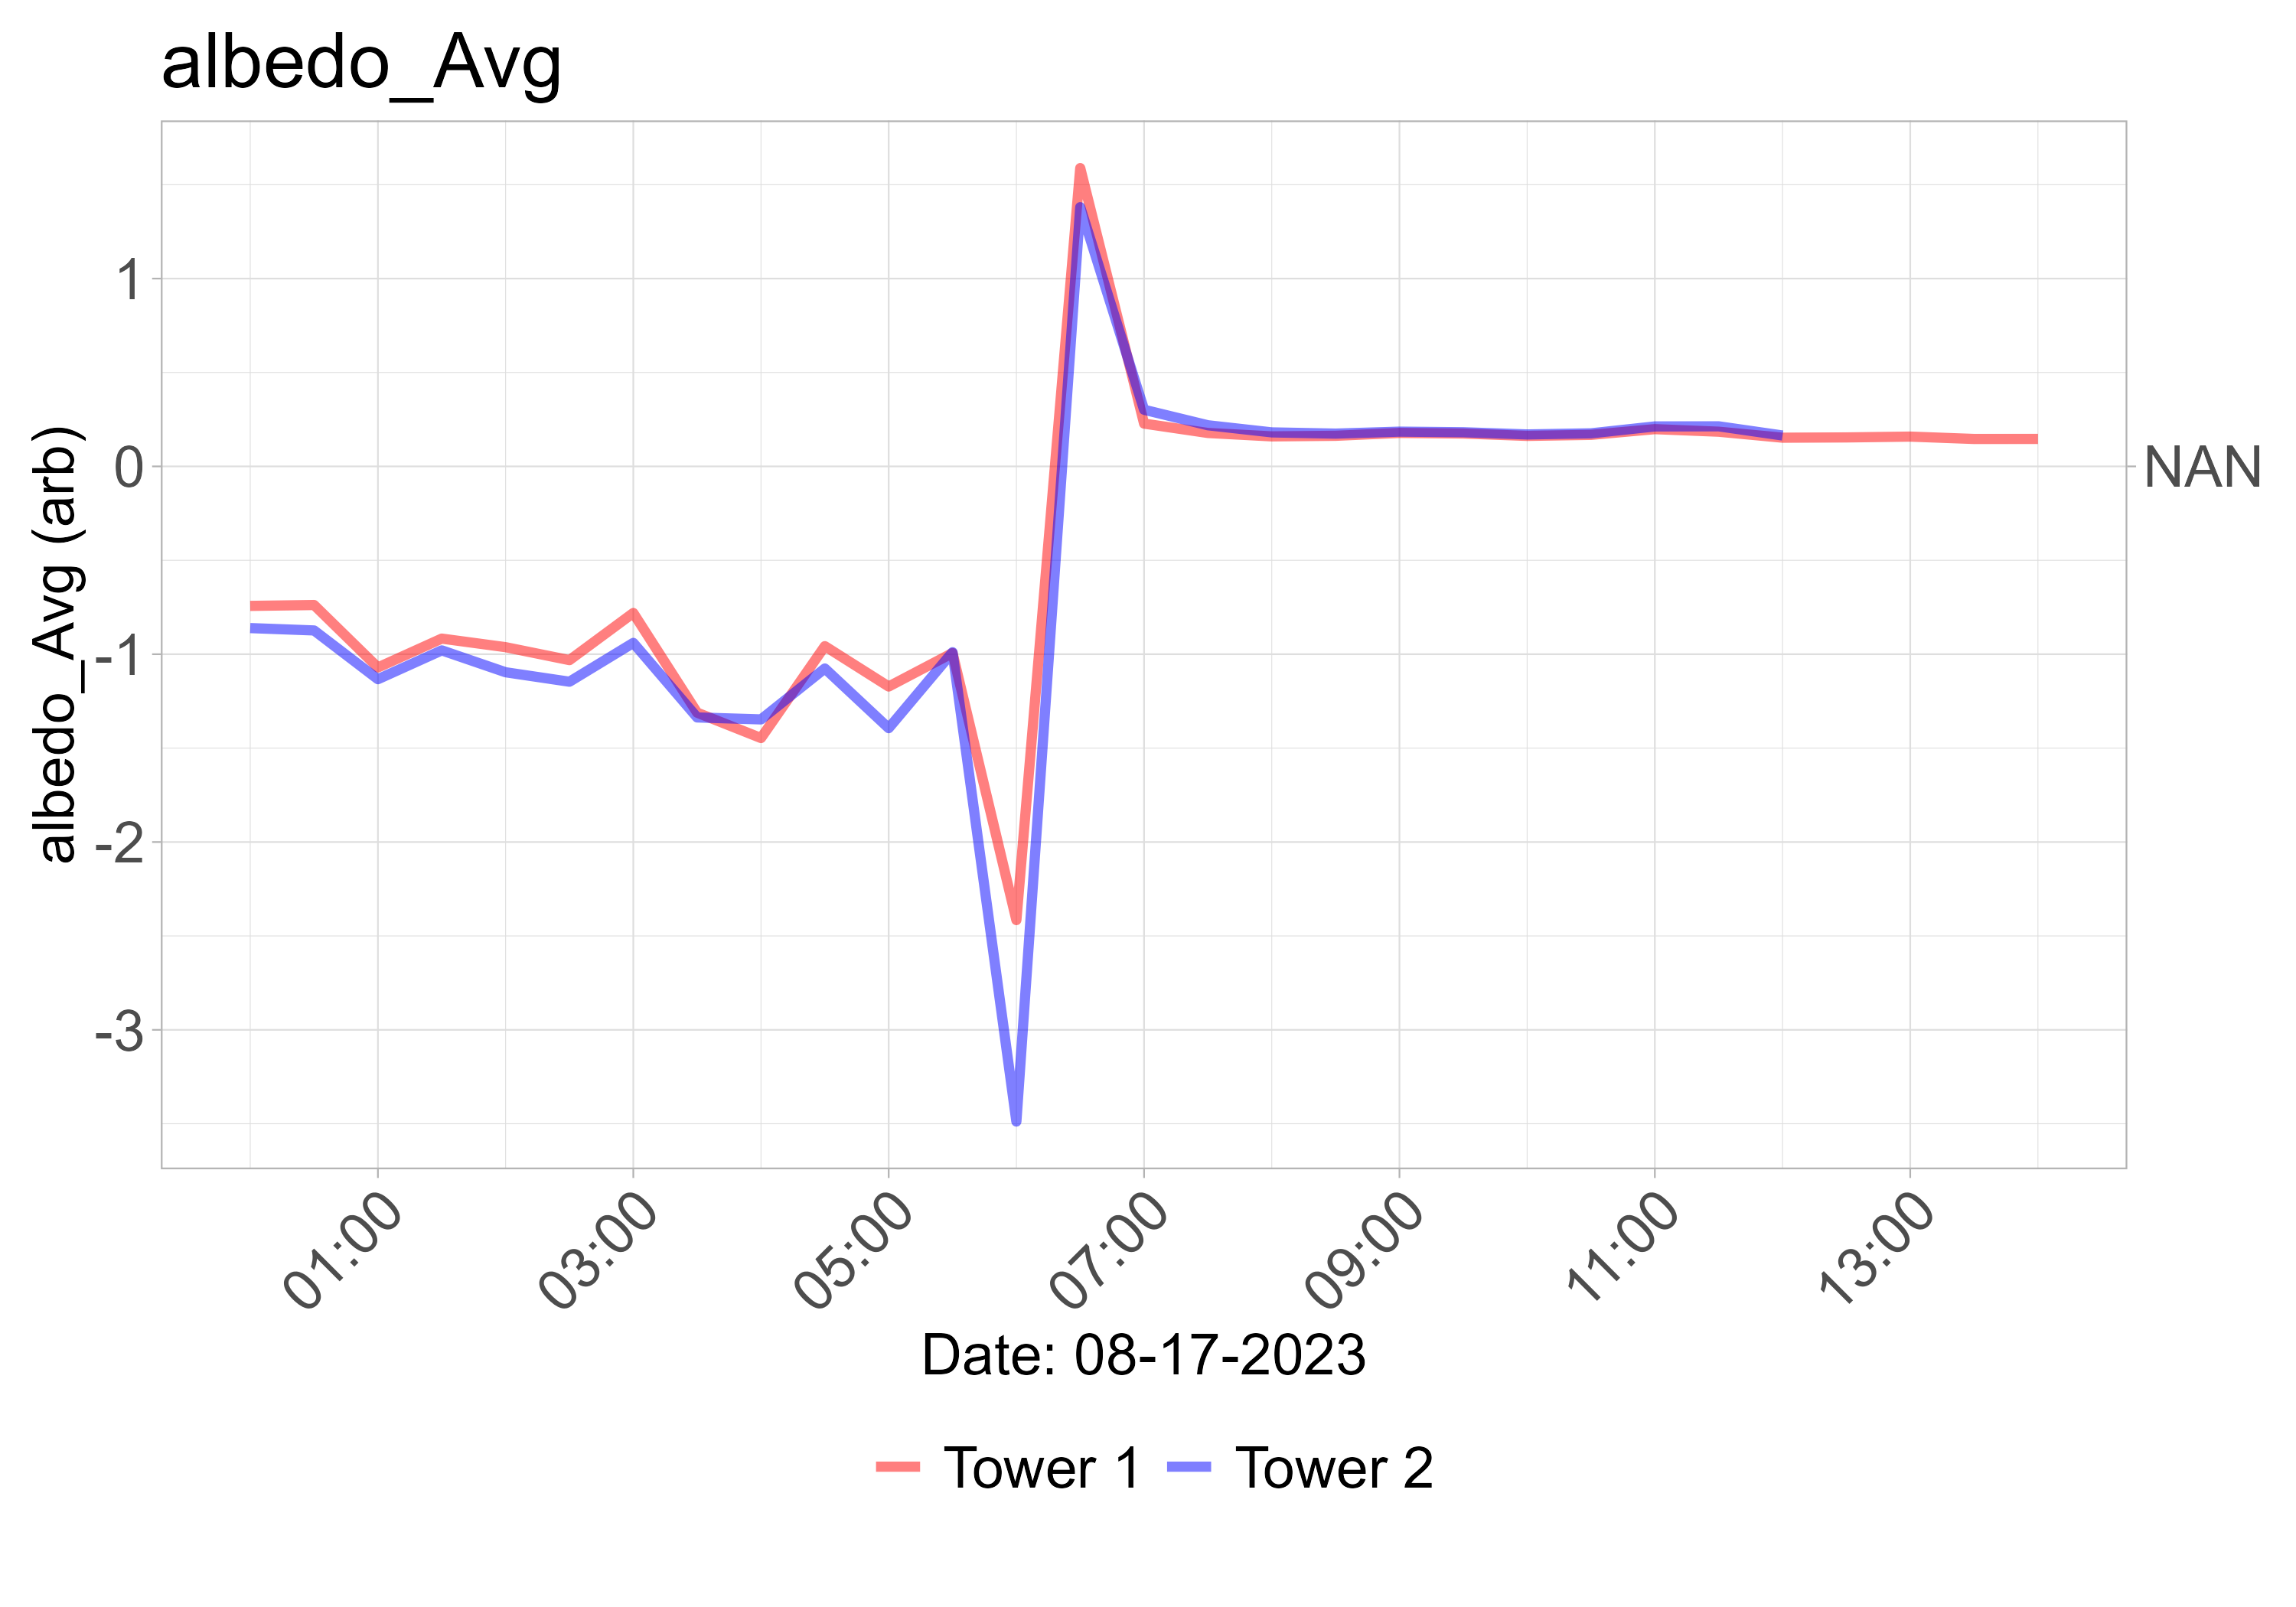 albedo_Avg
albedo_Avg (arb)
1
0
-1
-2
-3
NAN
01:00
03:00
05:00
07:00
09:00
11:00
13:00
Date: 08-17-2023
Tower 1
Tower 2